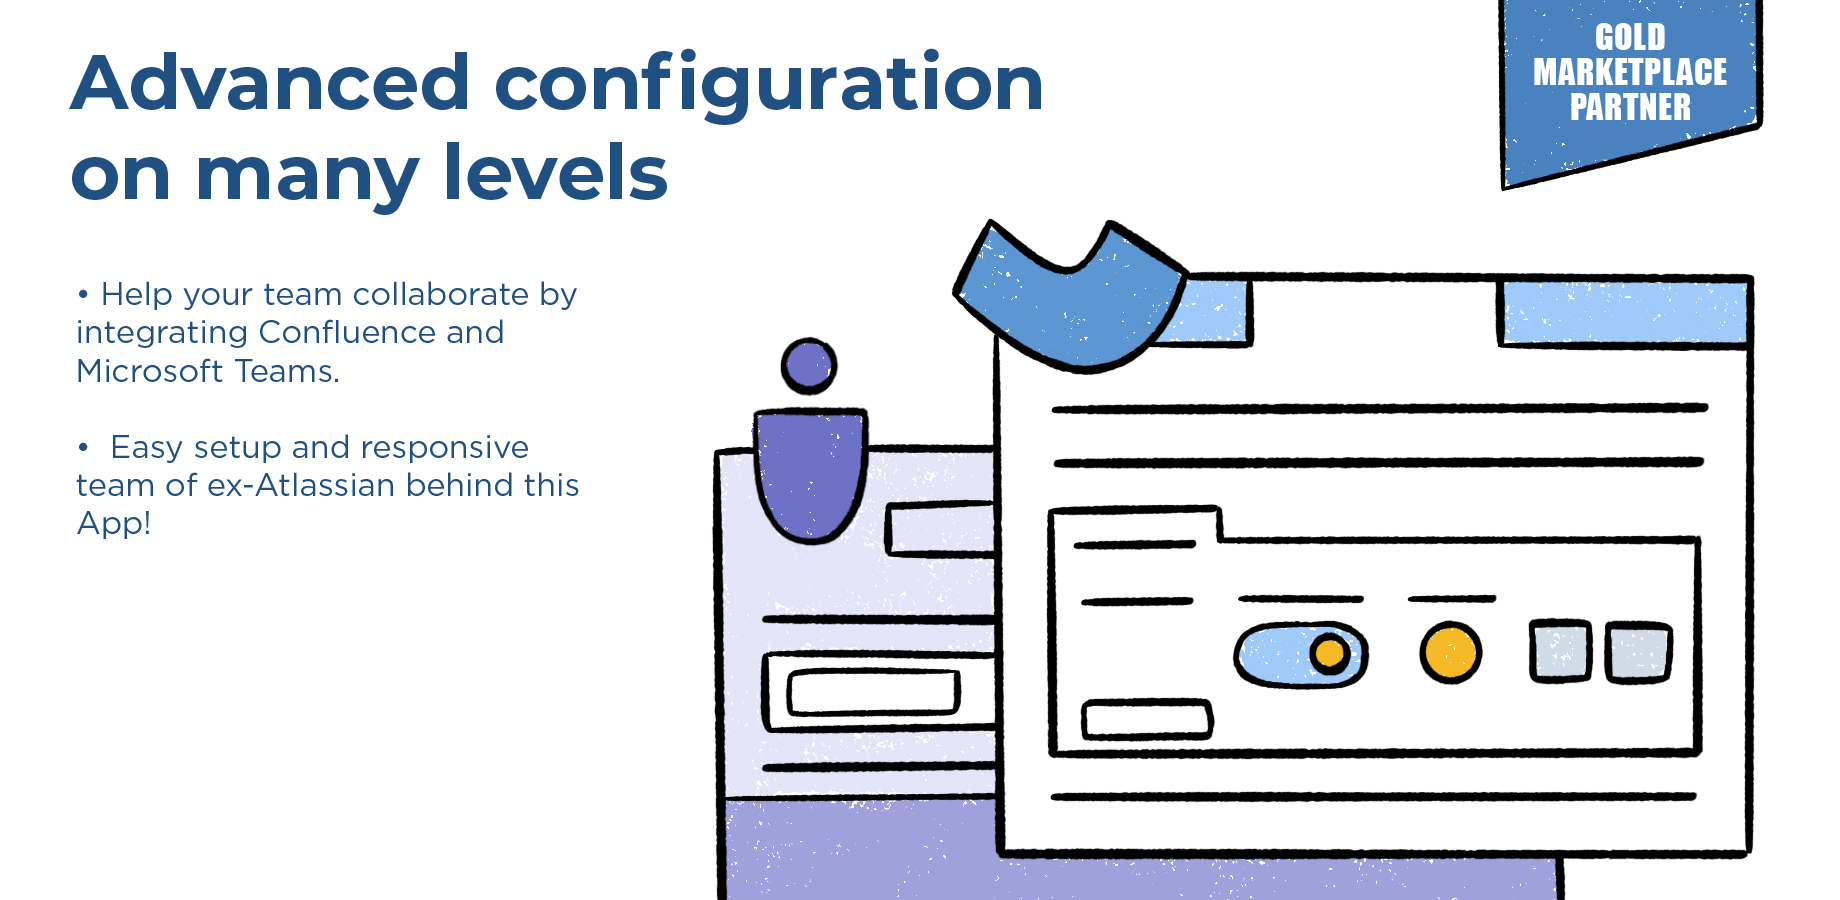 Advanced configuration
on many levels
GOLD
MARKETPLACE
PARTNER
• Help your team collaborate by
integrating Confluence and
Microsoft Teams.
• Easy setup and responsive
team of ex-Atlassian behind this
App!